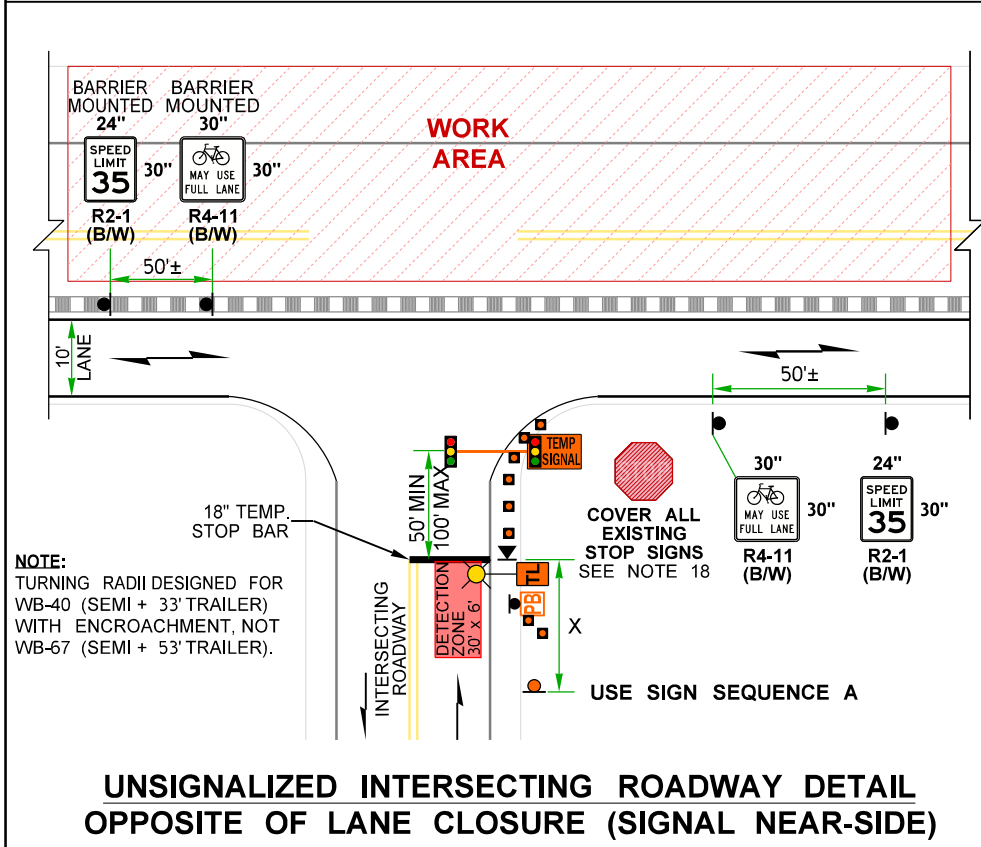 BARRIER
MOUNTED
24"
SPEED
LIMIT
35
30"
R2-1
(B/W)
BARRIER
MOUNTED
30"
MAY USE
FULL LANE
30"
R4-11
(B/W)
WORK
AREA
50'±
10'
LANE
50'±
TEMP
SIGNAL
50' MIN
100' MAX
STOP
COVER ALL
EXISTING
STOP SIGNS
SEE NOTE 18
30"
MAY USE
FULL LANE
30"
R4-11
(B/W)
24"
SPEED
LIMIT
35
30"
R2-1
(B/W)
18" TEMP.
STOP BAR
NOTE:
TURNING RADII DESIGNED FOR
WB-40 (SEMI + 33' TRAILER)
WITH ENCROACHMENT, NOT
WB-67 (SEMI + 53' TRAILER).
INTERSECTING
ROADWAY
DETECTION
ZONE
30' x 6'
TL
PB
X
USE SIGN SEQUENCE A
UNSIGNALIZED INTERSECTING ROADWAY DETAIL
OPPOSITE OF LANE CLOSURE (SIGNAL NEAR-SIDE)